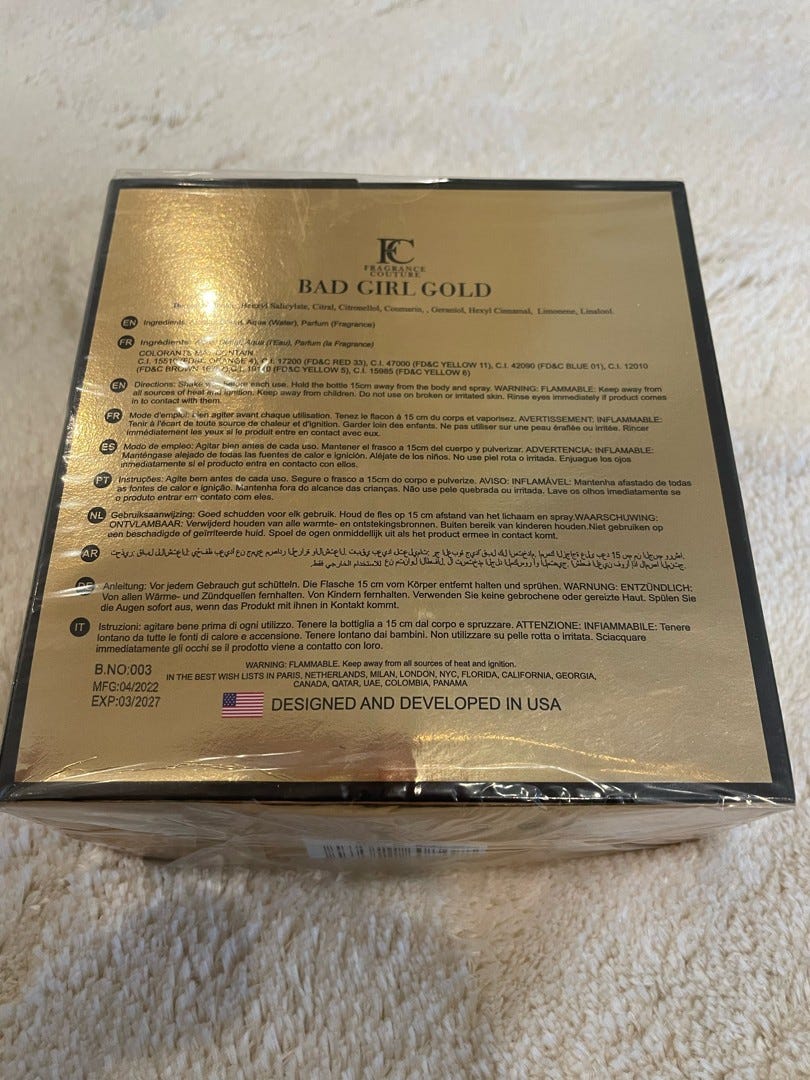 FC
FRAGRANCE
COUTURE
BAD GIRL GOLD
Hexyl Salicylate, Citral, Citronellol, Coumarin, , Geraniol, Hexyl Cinnamal, Limonene, Linalool.
EN Ingredients: Aqua (Water), Parfum (Fragrance)
FR Ingrédients: Aqua (l'Eau), Parfum (la Fragrance)
COLORANTS MAY CONTAIN:
C.I. 15510 (FD&C ORANGE 4), C.I. 17200 (FD&C RED 33), C.I. 47000 (FD&C YELLOW 11), C.I. 42090 (FD&C BLUE 01), C.I. 12010
(FD&C BROWN C.I. 19140 (FD&C YELLOW 5), C.I. 15985 (FD&C YELLOW 6)
EN Directions: Shake well before each use. Hold the bottle 15cm away from the body and spray. WARNING: FLAMMABLE: Keep away from
all sources of heat and ignition. Keep away from children. Do not use on broken or irritated skin. Rinse eyes immediately if product comes
in to contact with them.
FR Mode d'emploi: bien agiter avant chaque utilisation. Tenez le flacon à 15 cm du corps et vaporisez. AVERTISSEMENT: INFLAMMABLE:
Tenir à l'écart de toute source de chaleur et d'ignition. Garder loin des enfants. Ne pas utiliser sur une peau éraflée ou irritée. Rincer
immédiatement les yeux si le produit entre en contact avec eux.
ES Modo de empleo: Agitar bien antes de cada uso. Mantener el frasco a 15cm del cuerpo y pulverizar. ADVERTENCIA, INFLAMABLE:
Manténgase alejado de todas las fuentes de calor e ignición. Aléjate de los niños. No use piel rota o irritada. Enjuague los ojos
inmediatamente si el producto entra en contacto con ellos.
PT Instruções: Agite bem antes de cada uso. Segure o frasco a 15cm do corpo e pulverize. AVISO: INFLAMÁVEL: Mantenha afastado de todas
as fontes de calor e ignição. Mantenha fora do alcance das crianças. Não use pele quebrada ou irritada. Lave os olhos imediatamente se
o produto entrar em contato com eles.
NL Gebruiksaanwijzing: Goed schudden voor elk gebruik. Houd de fles op 15 cm afstand van het lichaam en spray.WAARSCHUWING:
ONTVLAMBAAR: Verwijderd houden van alle warmte- en ontstekingsbronnen. Buiten bereik van kinderen houden.Niet gebruiken op
een beschadigde of geïrriteerde huid. Spoel de ogen onmiddellijk uit als het product ermee in contact komt.
AR
DE Anleitung: Vor jedem Gebrauch gut schütteln. Die Flasche 15 cm vom Körper entfernt halten und sprühen. WARNUNG: ENTZÜNDLICH:
Von allen Wärme- und Zündquellen fernhalten. Von Kindern fernhalten. Verwenden Sie keine gebrochene oder gereizte Haut. Spülen Sie
die Augen sofort aus, wenn das Produkt mit ihnen in Kontakt kommt.
IT Istruzioni: agitare bene prima di ogni utilizzo. Tenere la bottiglia a 15 cm dal corpo e spruzzare. ATTENZIONE: INFIAMMABILE: Tenere
lontano da tutte le fonti di calore e accensione. Tenere lontano dai bambini. Non utilizzare su pelle rotta o irritata. Sciacquare
immediatamente gli occhi se il prodotto viene a contatto con loro.
B.NO:003
MFG:04/2022
EXP:03/2027
WARNING: FLAMMABLE. Keep away from all sources of heat and ignition.
IN THE BEST WISH LISTS IN PARIS, NETHERLANDS, MILAN, LONDON, NYC, FLORIDA, CALIFORNIA, GEORGIA,
CANADA, QATAR, UAE, COLOMBIA, PANAMA
DESIGNED AND DEVELOPED IN USA